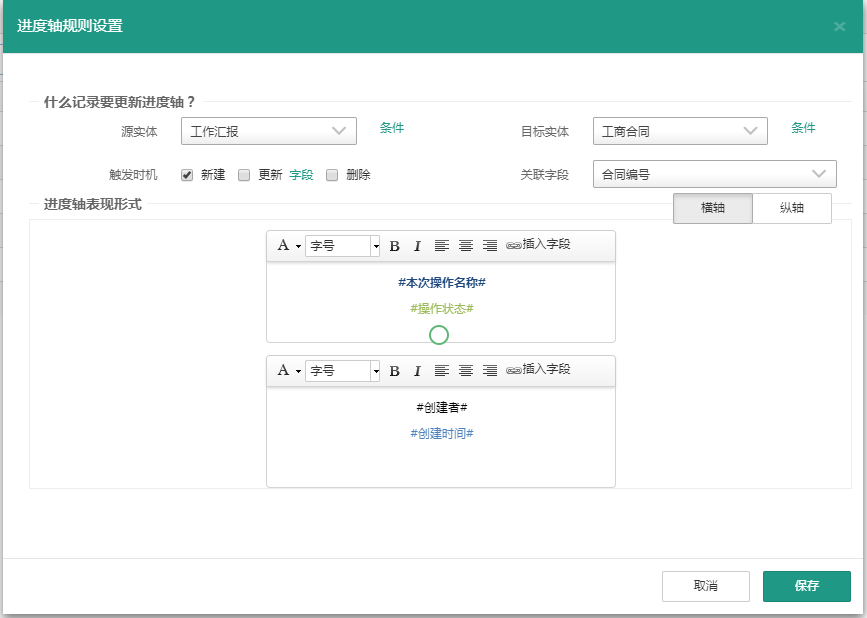 进度轴规则设置
什么记录要更新进度轴？
源实体 工作汇报 条件 目标实体 工商合同 条件
触发时机 新建 更新 字段 删除 关联字段 合同编号
进度轴表现形式 横轴 纵轴
A 字号 B I 插入字段
#本次操作名称#
#操作状态#
A 字号 B I 插入字段
#创建者#
#创建时间#
取消 保存